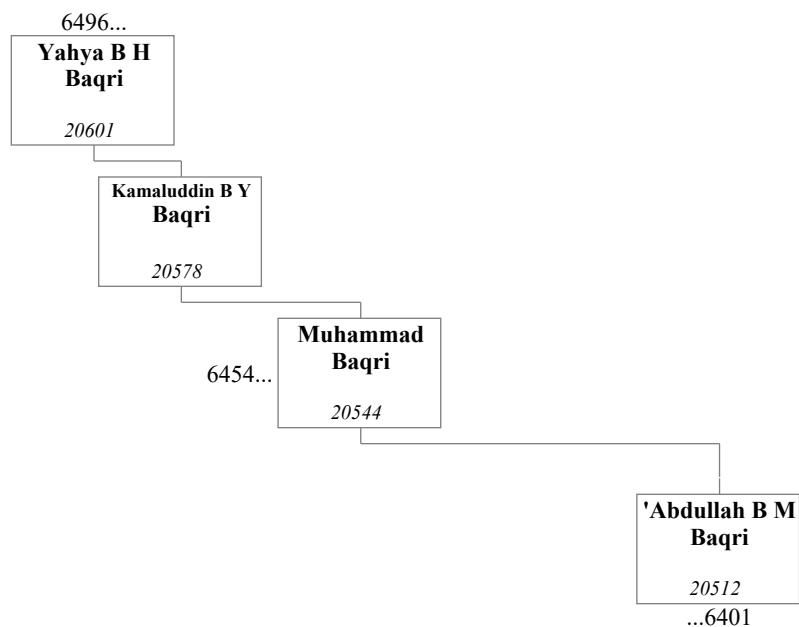 6496...
Yahya B H
Baqri
20601
Kamaluddin B Y
Baqri
20578
Muhammad
Baqri
6454...
20544
'Abdullah B M
Baqri
20512
...6401